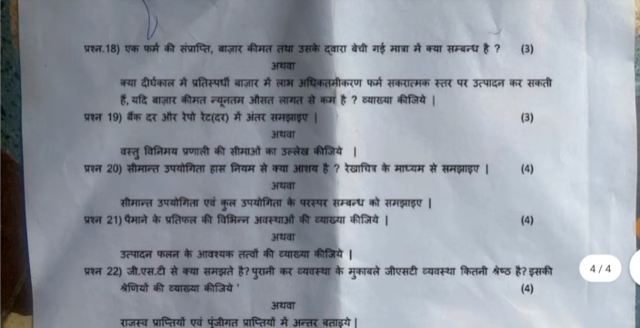 प्रश्न.18) एक फर्म की संप्राप्ति, बाज़ार कीमत तथा उसके द्वारा बेची गई मात्रा में क्या सम्बन्ध है ? (3)
अथवा
क्या दीर्घकाल में प्रतिस्पर्धी बाज़ार में लाभ अधिकतमीकरण फर्म सकारात्मक स्तर पर उत्पादन कर सकती
हैं, यदि बाज़ार कीमत न्यूनतम औसत लागत से कम है ? व्याख्या कीजिये |
प्रश्न 19) बैंक दर और रेपो रेट(दर) में अंतर समझाइए | (3)
अथवा
वस्तु विनिमय प्रणाली की सीमाओं का उल्लेख कीजिये |
प्रश्न 20) सीमान्त उपयोगिता ह्रास नियम से क्या आशय है ? रेखाचित्र के माध्यम से समझाइए | (4)
अथवा
सीमान्त उपयोगिता एवं कुल उपयोगिता के परस्पर सम्बन्ध को समझाइए |
प्रश्न 21) पैमाने के प्रतिफल की विभिन्न अवस्थाओं की व्याख्या कीजिये | (4)
अथवा
उत्पादन फलन के आवश्यक तत्वों की व्याख्या कीजिये |
प्रश्न 22) जी.एस.टी से क्या समझते है? पुरानी कर व्यवस्था के मुकाबले जीएसटी व्यवस्था कितनी श्रेष्ठ है? इसकी
श्रेणियों की व्याख्या कीजिये ' (4)
अथवा
राजस्व प्राप्तियों एवं पूंजीगत प्राप्तियों में अन्तर बताइये |
4 / 4